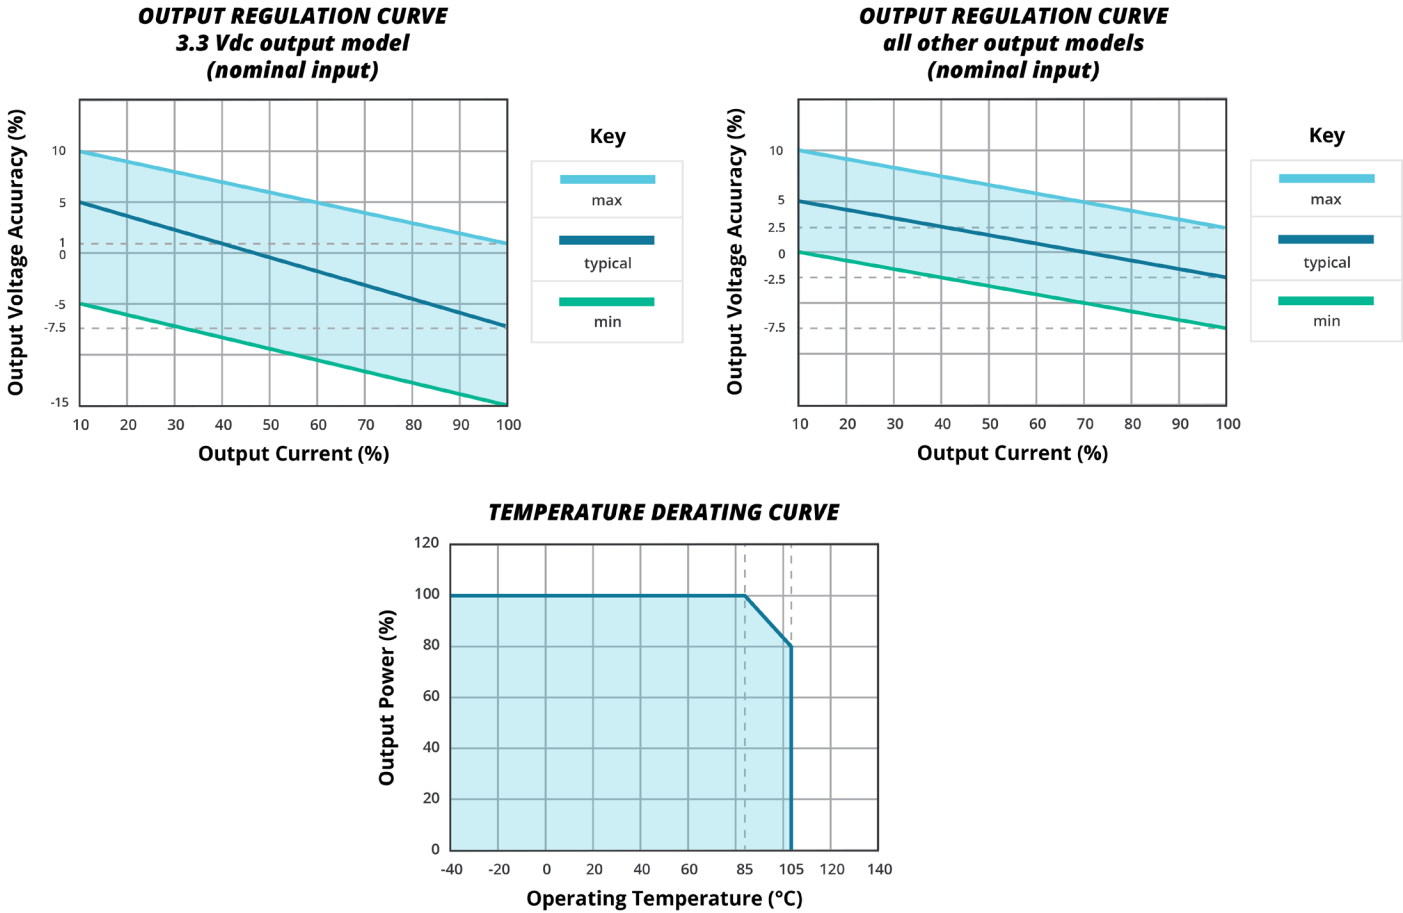 OUTPUT REGULATION CURVE
3.3 Vdc output model
(nominal input)
Output Voltage Acuuracy (%)
10
5
1
0
-5
-7.5
-15
10 20 30 40 50 60 70 80 90 100
Output Current (%)
Key
max
typical
min
OUTPUT REGULATION CURVE
all other output models
(nominal input)
Output Voltage Acuuracy (%)
10
5
2.5
0
-2.5
-7.5
10 20 30 40 50 60 70 80 90 100
Output Current (%)
Key
max
typical
min
TEMPERATURE DERATING CURVE
Output Power (%)
120
100
80
60
40
20
0
-40 -20 0 20 40 60 85 105 120 140
Operating Temperature (°C)